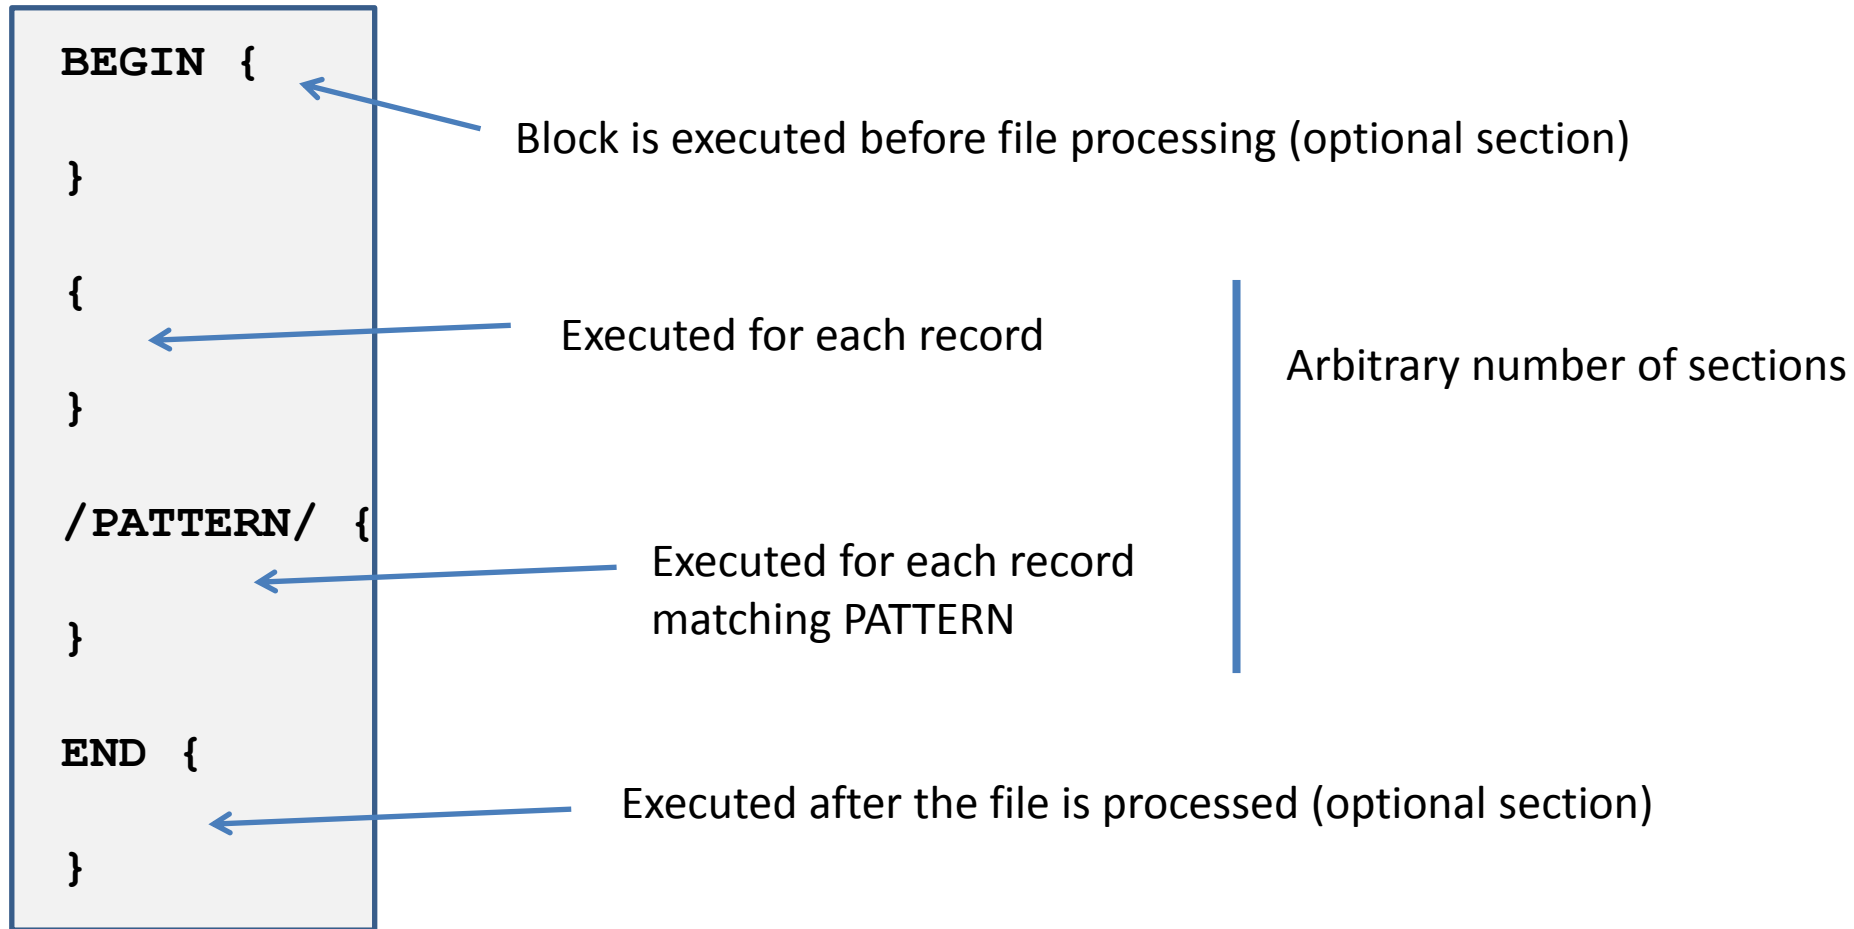 BEGIN {
Block is executed before file processing (optional section)
}
{
Executed for each record
Arbitrary number of sections
}
/PATTERN/ {
Executed for each record
matching PATTERN
}
END {
Executed after the file is processed (optional section)
}